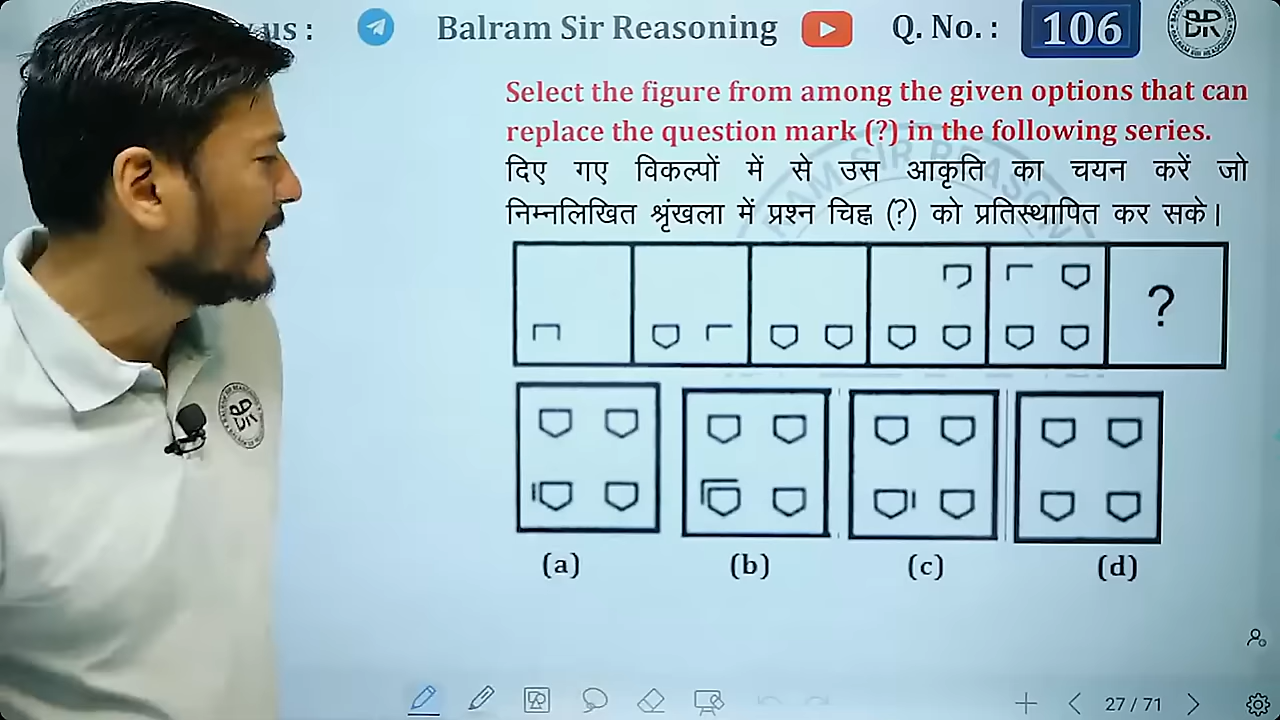 us :
Balram Sir Reasoning
Q. No. :
106
Select the figure from among the given options that can
replace the question mark (?) in the following series.
दिए गए विकल्पों में से उस आकृति का चयन करें जो
निम्नलिखित श्रृंखला में प्रश्न चिह्न (?) को प्रतिस्थापित कर सके।
?
(a) (b) (c) (d)
27 / 71